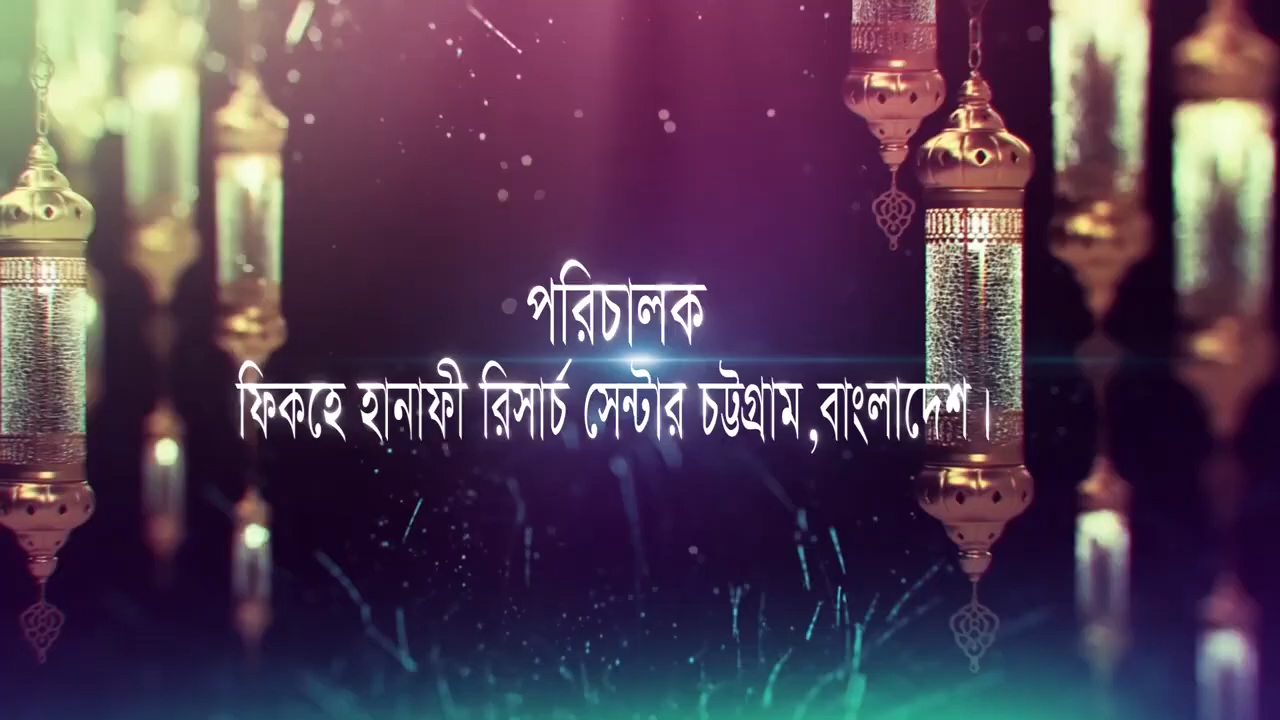 পরিচালক
ফিকহে হানাফী রিসার্চ সেন্টার চট্টগ্রাম,বাংলাদেশ।